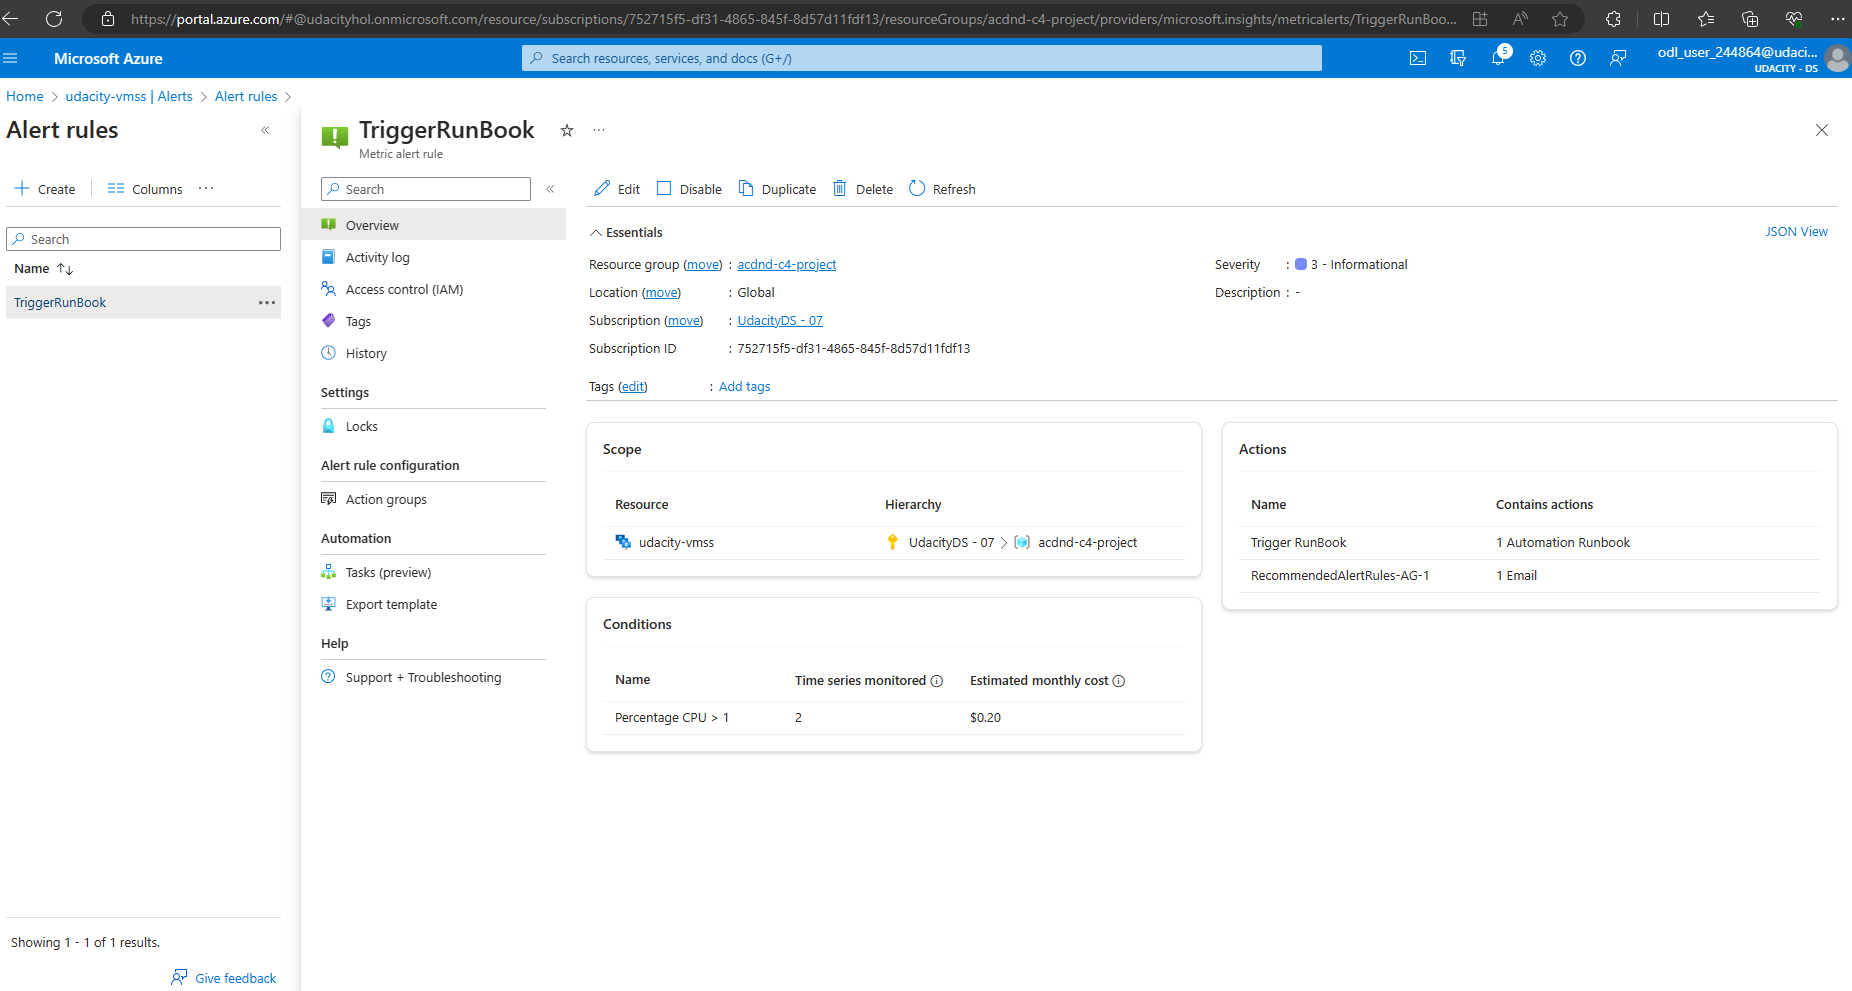 https://portal.azure.com/#@udacityhol.onmicrosoft.com/resource/subscriptions/752715f5-df31-4865-845f-8d57d11fdf13/resourceGroups/acdnd-c4-project/providers/microsoft.insights/metricalerts/TriggerRunBoo...
Microsoft Azure
Search resources, services, and docs (G+/)
5
odl_user_244864@udaci...
UDACITY - DS
Home > udacity-vmss | Alerts > Alert rules >
Alert rules
Create
Columns
Search
Name
TriggerRunBook
Showing 1 - 1 of 1 results.
Give feedback
TriggerRunBook
Metric alert rule
Search
Overview
Activity log
Access control (IAM)
Tags
History
Settings
Locks
Alert rule configuration
Action groups
Automation
Tasks (preview)
Export template
Help
Support + Troubleshooting
Edit
Disable
Duplicate
Delete
Refresh
Essentials
JSON View
Resource group (move) : acdnd-c4-project
Location (move) : Global
Subscription (move) : UdacityDS - 07
Subscription ID : 752715f5-df31-4865-845f-8d57d11fdf13
Tags (edit) : Add tags
Severity : 3 - Informational
Description : -
Scope
Resource Hierarchy
udacity-vmss UdacityDS - 07 > acdnd-c4-project
Conditions
Name Time series monitored Estimated monthly cost
Percentage CPU > 1 2 $0.20
Actions
Name Contains actions
Trigger RunBook 1 Automation Runbook
RecommendedAlertRules-AG-1 1 Email